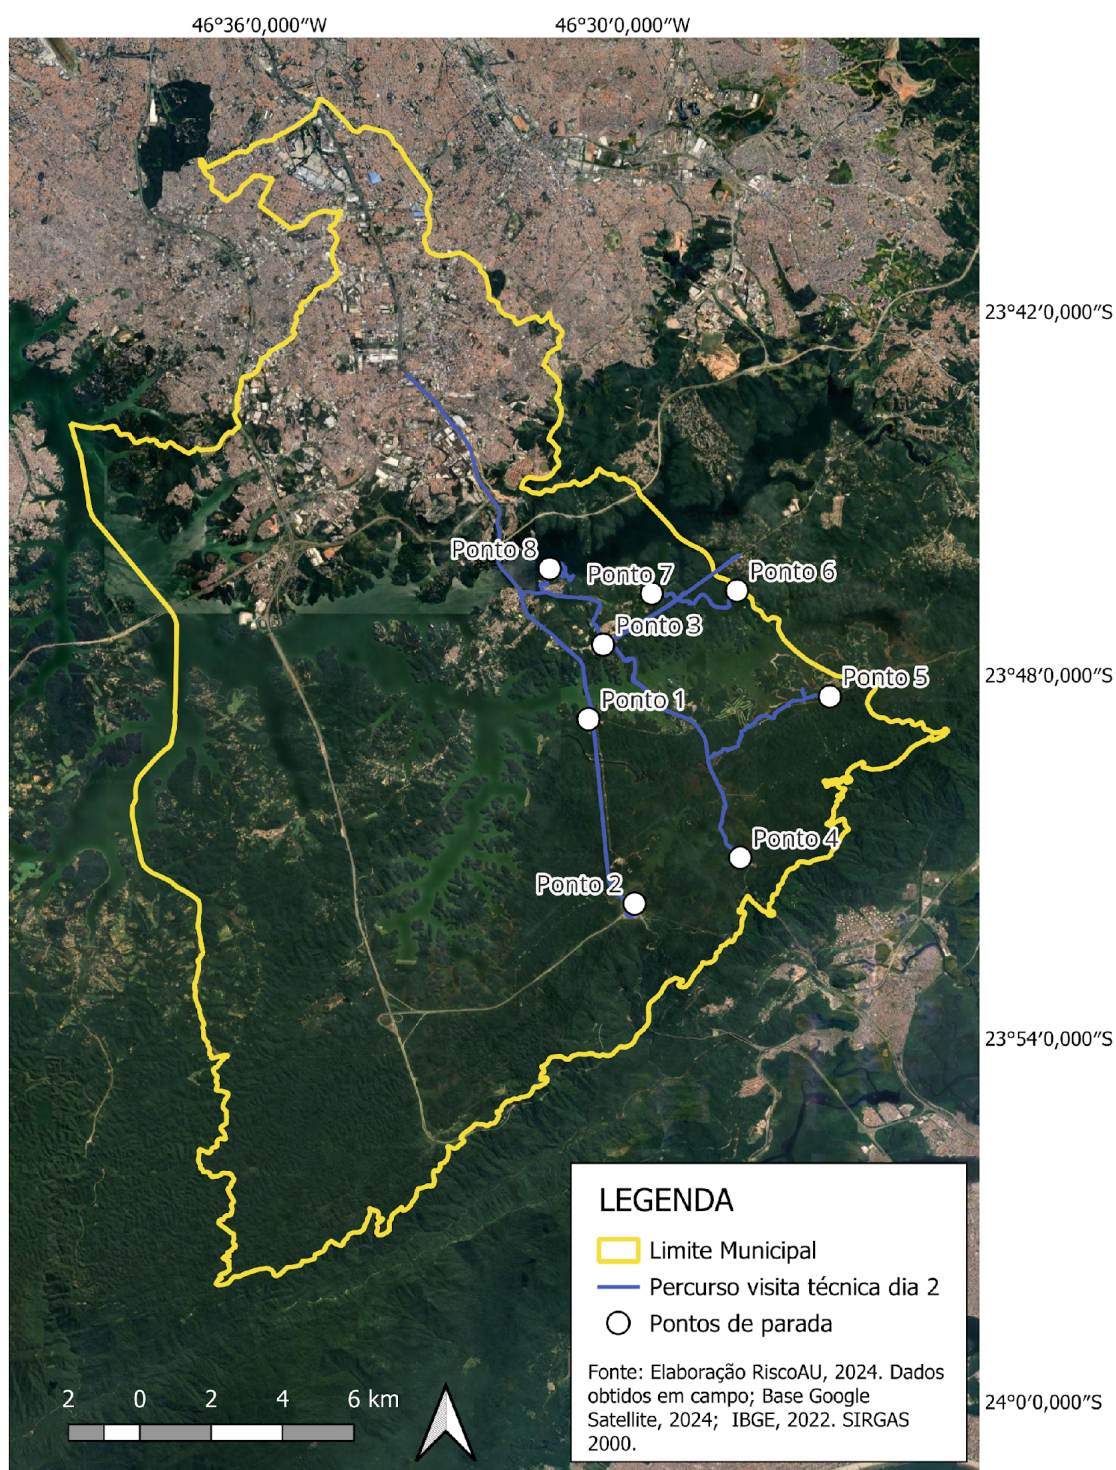 46°36'0,000"W
46°30'0,000"W
23°42'0,000"S
Ponto 8
Ponto 7
Ponto 6
Ponto 3
23°48'0,000"S
Ponto 5
Ponto 1
Ponto 4
Ponto 2
23°54'0,000"S
LEGENDA
Limite Municipal
Percurso visita técnica dia 2
Pontos de parada
Fonte: Elaboração RiscoAU, 2024. Dados
obtidos em campo; Base Google
Satellite, 2024; IBGE, 2022. SIRGAS
2000.
2 0 2 4 6 km
24°0'0,000"S